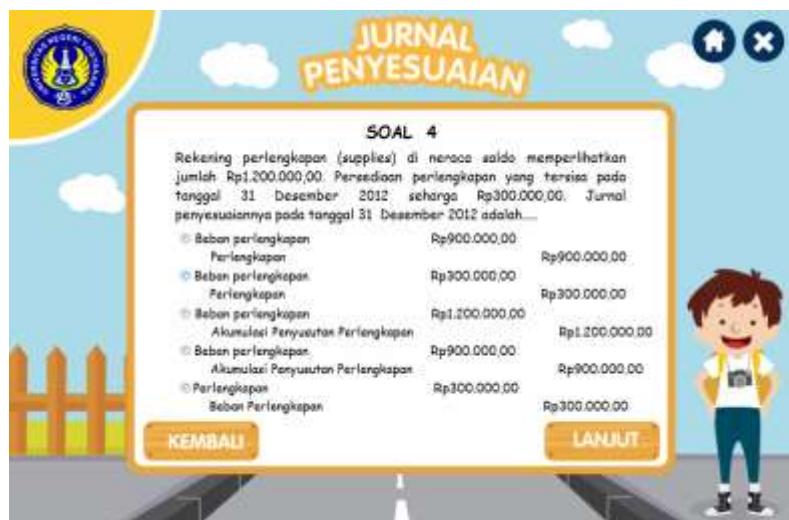 UNIVERSITAS NEGERI YOGYAKARTA
JURNAL
PENYESUAIAN
SOAL 4
Rekening perlengkapan (supplies) di neraca saldo memperlihatkan
jumlah Rp1.200.000,00. Persediaan perlengkapan yang tersisa pada
tanggal 31 Desember 2012 seharga Rp300.000,00. Jurnal
penyesuaiannya pada tanggal 31 Desember 2012 adalah....
Beban perlengkapan Rp900.000,00
Perlengkapan Rp900.000,00
Beban perlengkapan Rp300.000,00
Perlengkapan Rp300.000,00
Beban perlengkapan Rp1.200.000,00
Akumulasi Penyusutan Perlengkapan Rp1.200.000,00
Beban perlengkapan Rp900.000,00
Akumulasi Penyusutan Perlengkapan Rp900.000,00
Perlengkapan Rp300.000,00
Beban Perlengkapan Rp300.000,00
KEMBALI LANJUT